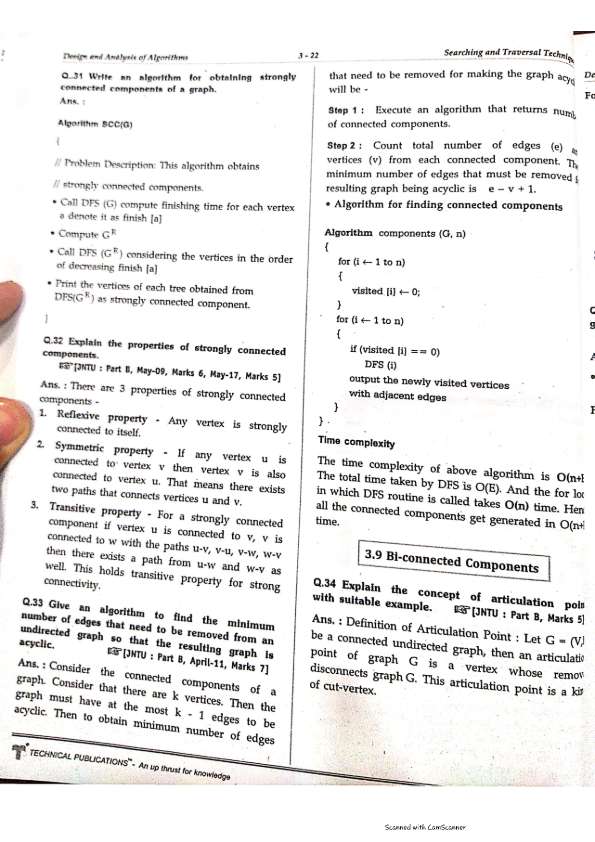 Design and Analysis of Algorithms
3 - 22
Searching and Traversal Techniq
Q.31 Write an algorithm for obtaining strongly
connected components of a graph.
Ans. :
Algorithm SCC(G)
{
// Problem Description: This algorithm obtains
// strongly connected components.
• Call DFS (G) compute finishing time for each vertex
a denote it as finish [a]
• Compute G^R
• Call DFS (G^R) considering the vertices in the order
of decreasing finish [a]
• Print the vertices of each tree obtained from
DFS(G^R) as strongly connected component.
}
Q.32 Explain the properties of strongly connected
components.
☞[JNTU : Part B, May-09, Marks 6, May-17, Marks 5]
Ans. : There are 3 properties of strongly connected
components -
1. Reflexive property - Any vertex is strongly
connected to itself.
2. Symmetric property - If any vertex u is
connected to vertex v then vertex v is also
connected to vertex u. That means there exists
two paths that connects vertices u and v.
3. Transitive property - For a strongly connected
component if vertex u is connected to v, v is
connected to w with the paths u-v, v-u, v-w, w-v
then there exists a path from u-w and w-v as
well. This holds transitive property for strong
connectivity.
Q.33 Give an algorithm to find the minimum
number of edges that need to be removed from an
undirected graph so that the resulting graph is
acyclic.
☞[JNTU : Part B, April-11, Marks 7]
Ans. : Consider the connected components of a
graph. Consider that there are k vertices. Then the
graph must have at the most k - 1 edges to be
acyclic. Then to obtain minimum number of edges
that need to be removed for making the graph acyc
will be -
Step 1 : Execute an algorithm that returns num
of connected components.
Step 2 : Count total number of edges (e) a
vertices (v) from each connected component. Th
minimum number of edges that must be removed
resulting graph being acyclic is e – v + 1.
• Algorithm for finding connected components
Algorithm components (G, n)
{
for (i ← 1 to n)
{
visited [i] ← 0;
}
for (i ← 1 to n)
{
if (visited [i] == 0)
DFS (i)
output the newly visited vertices
with adjacent edges
}
}
Time complexity
The time complexity of above algorithm is O(n+
The total time taken by DFS is O(E). And the for loo
in which DFS routine is called takes O(n) time. Hen
all the connected components get generated in O(n+
time.
3.9 Bi-connected Components
Q.34 Explain the concept of articulation poin
with suitable example.
☞[JNTU : Part B, Marks 5]
Ans. : Definition of Articulation Point : Let G = (V,
be a connected undirected graph, then an articulatio
point of graph G is a vertex whose remov
disconnects graph G. This articulation point is a ki
of cut-vertex.
TECHNICAL PUBLICATIONS™- An up thrust for knowledge
De
Fo
Scanned with CamScanner